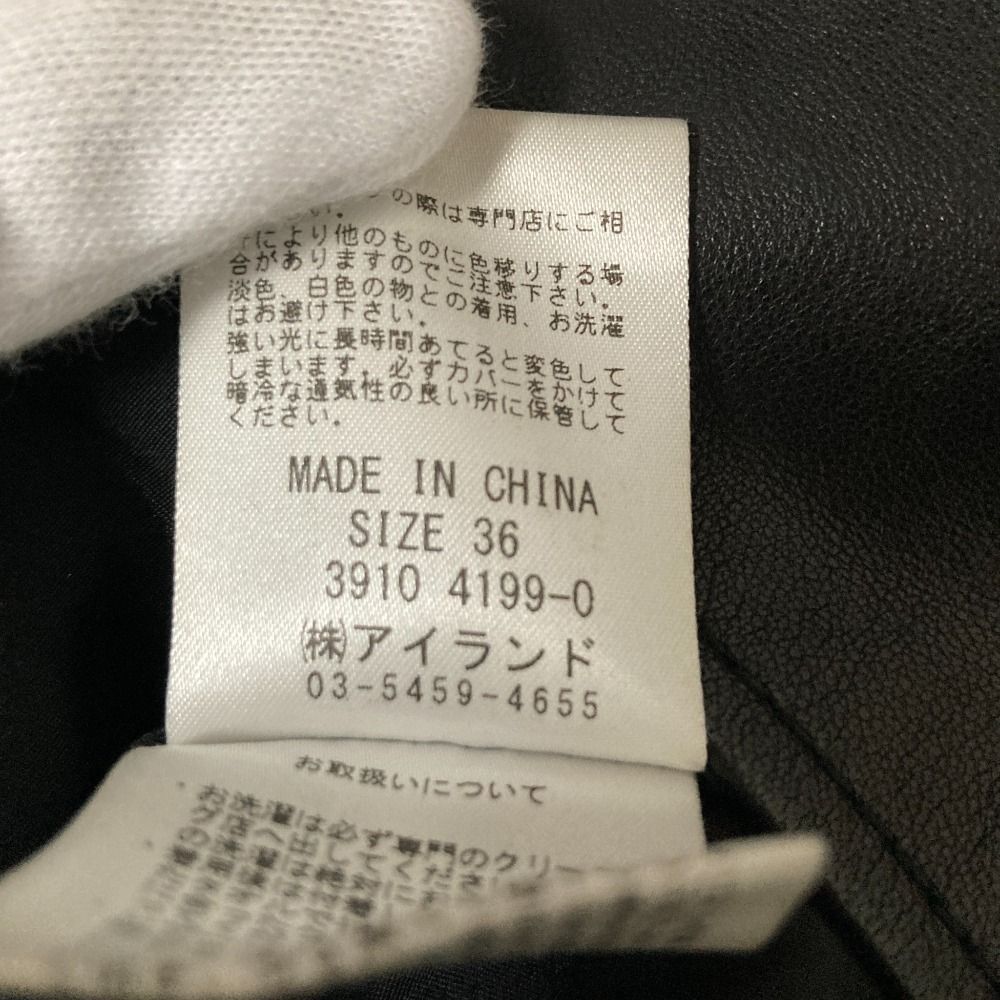 の際は専門店にご相
さい。
により他のものに色移りする場
合がありますのでご注意下さい。
淡色、白色の物との着用、お洗濯
はお避け下さい。
強い光に長時間あてると変色して
しまいます。必ずカバーをかけて
暗冷な通気性の良い所に保管して
ください。
MADE IN CHINA
SIZE 36
3910 4199-0
㈱アイランド
03-5459-4655
お取扱いについて
・お洗濯は必ず専門のクリー
グ店へ出してくださ